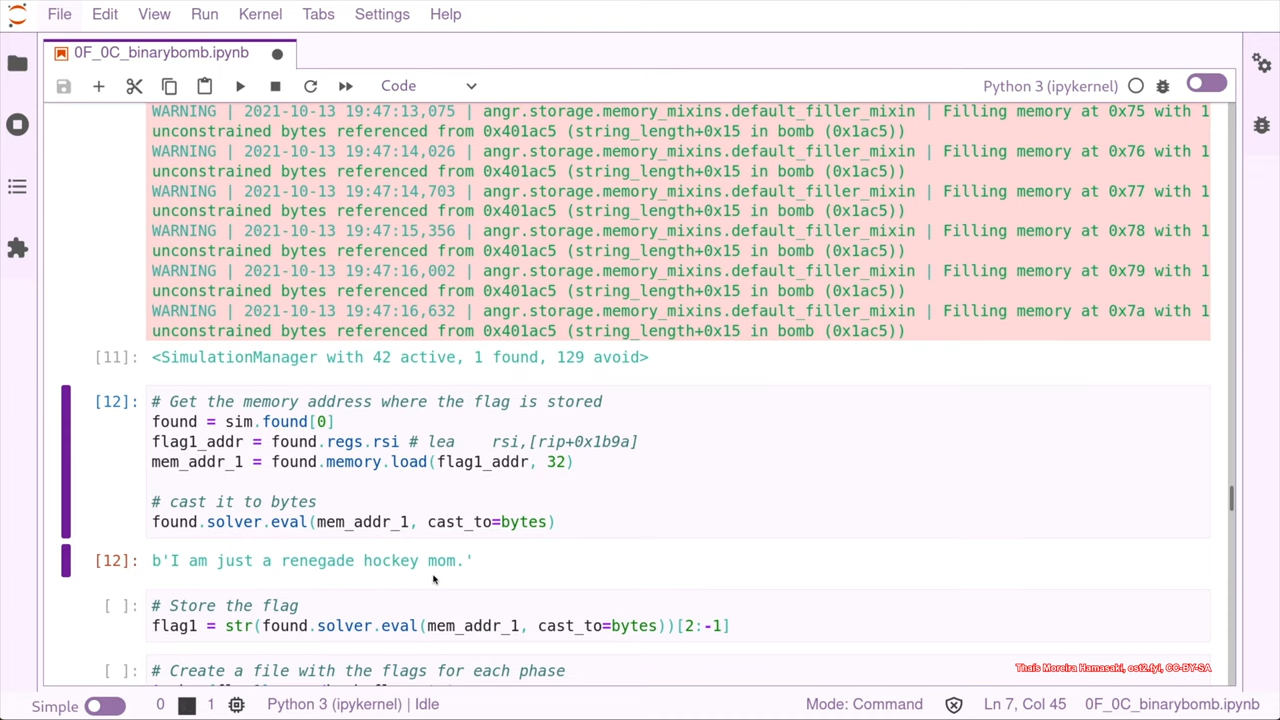 File Edit View Run Kernel Tabs Settings Help
0F_0C_binarybomb.ipynb
Code Python 3 (ipykernel)
WARNING | 2021-10-13 19:47:13,075 | angr.storage.memory_mixins.default_filler_mixin | Filling memory at 0x75 with 1
unconstrained bytes referenced from 0x401ac5 (string_length+0x15 in bomb (0x1ac5))
WARNING | 2021-10-13 19:47:14,026 | angr.storage.memory_mixins.default_filler_mixin | Filling memory at 0x76 with 1
unconstrained bytes referenced from 0x401ac5 (string_length+0x15 in bomb (0x1ac5))
WARNING | 2021-10-13 19:47:14,703 | angr.storage.memory_mixins.default_filler_mixin | Filling memory at 0x77 with 1
unconstrained bytes referenced from 0x401ac5 (string_length+0x15 in bomb (0x1ac5))
WARNING | 2021-10-13 19:47:15,356 | angr.storage.memory_mixins.default_filler_mixin | Filling memory at 0x78 with 1
unconstrained bytes referenced from 0x401ac5 (string_length+0x15 in bomb (0x1ac5))
WARNING | 2021-10-13 19:47:16,002 | angr.storage.memory_mixins.default_filler_mixin | Filling memory at 0x79 with 1
unconstrained bytes referenced from 0x401ac5 (string_length+0x15 in bomb (0x1ac5))
WARNING | 2021-10-13 19:47:16,632 | angr.storage.memory_mixins.default_filler_mixin | Filling memory at 0x7a with 1
unconstrained bytes referenced from 0x401ac5 (string_length+0x15 in bomb (0x1ac5))
[11]: <SimulationManager with 42 active, 1 found, 129 avoid>
[12]: # Get the memory address where the flag is stored
found = sim.found[0]
flag1_addr = found.regs.rsi # lea    rsi,[rip+0x1b9a]
mem_addr_1 = found.memory.load(flag1_addr, 32)
# cast it to bytes
found.solver.eval(mem_addr_1, cast_to=bytes)
[12]: b'I am just a renegade hockey mom.'
[ ]: # Store the flag
flag1 = str(found.solver.eval(mem_addr_1, cast_to=bytes))[2:-1]
[ ]: # Create a file with the flags for each phase
Thais Moreira Hamasaki, ost2.fyi, CC-BY-SA
Simple 0 1 Python 3 (ipykernel) | Idle Mode: Command Ln 7, Col 45 0F_0C_binarybomb.ipynb